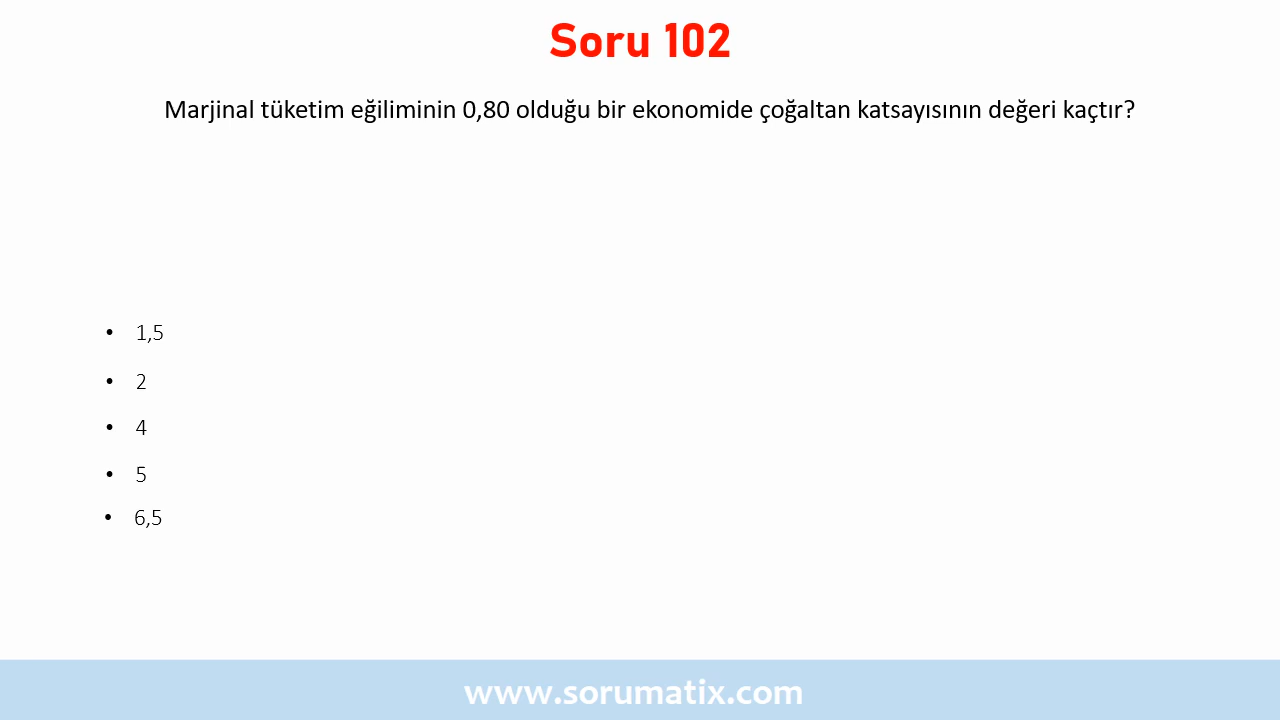 Soru 102
Marjinal tüketim eğiliminin 0,80 olduğu bir ekonomide çoğaltan katsayısının değeri kaçtır?
• 1,5
• 2
• 4
• 5
• 6,5
www.sorumatix.com